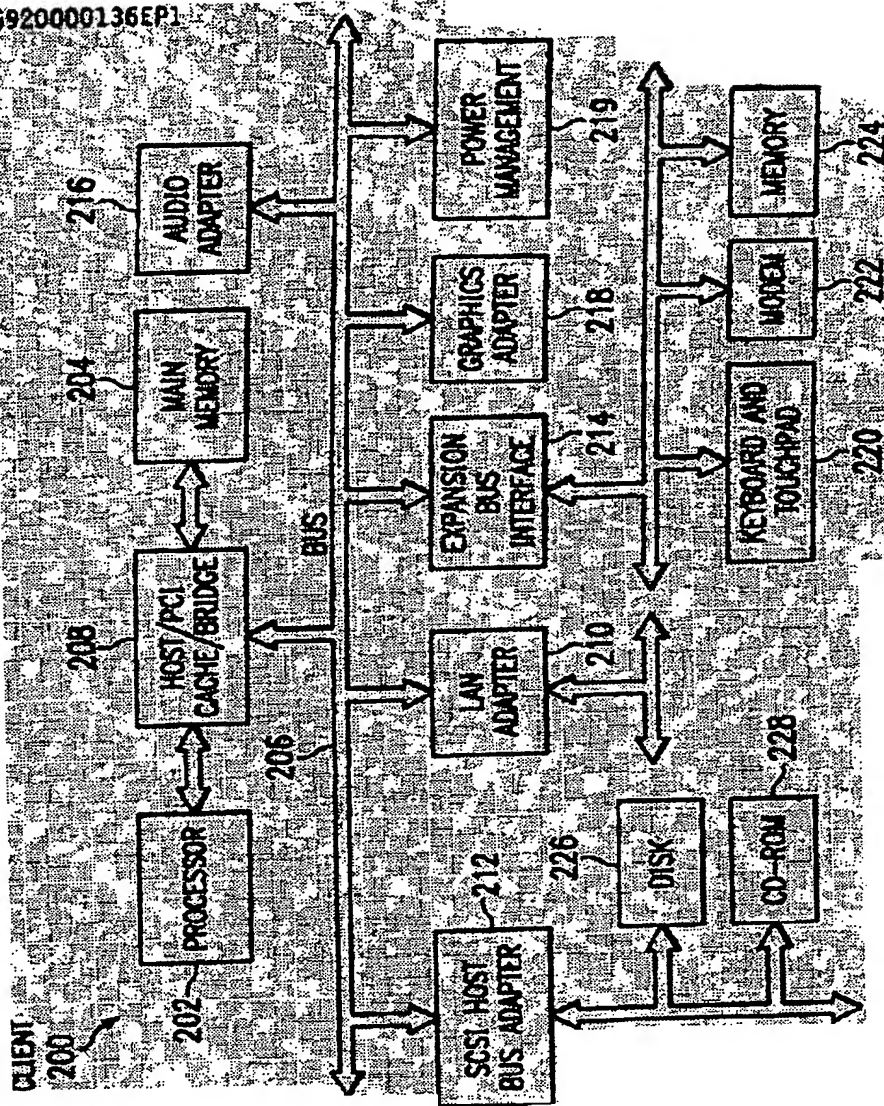 CLIENT
200
PROCESSOR
202
HOST/PCI
CACHE/BRIDGE
208
MAIN
MEMORY
204
AUDIO
ADAPTER
216
206
BUS
SCSI HOST
BUS ADAPTER
212
LAN
ADAPTER
210
EXPANSION
BUS
INTERFACE
214
GRAPHICS
ADAPTER
218
POWER
MANAGEMENT
219
DISK
226
CD-ROM
228
KEYBOARD AND
TOUCHPAD
220
MODEM
222
MEMORY
224